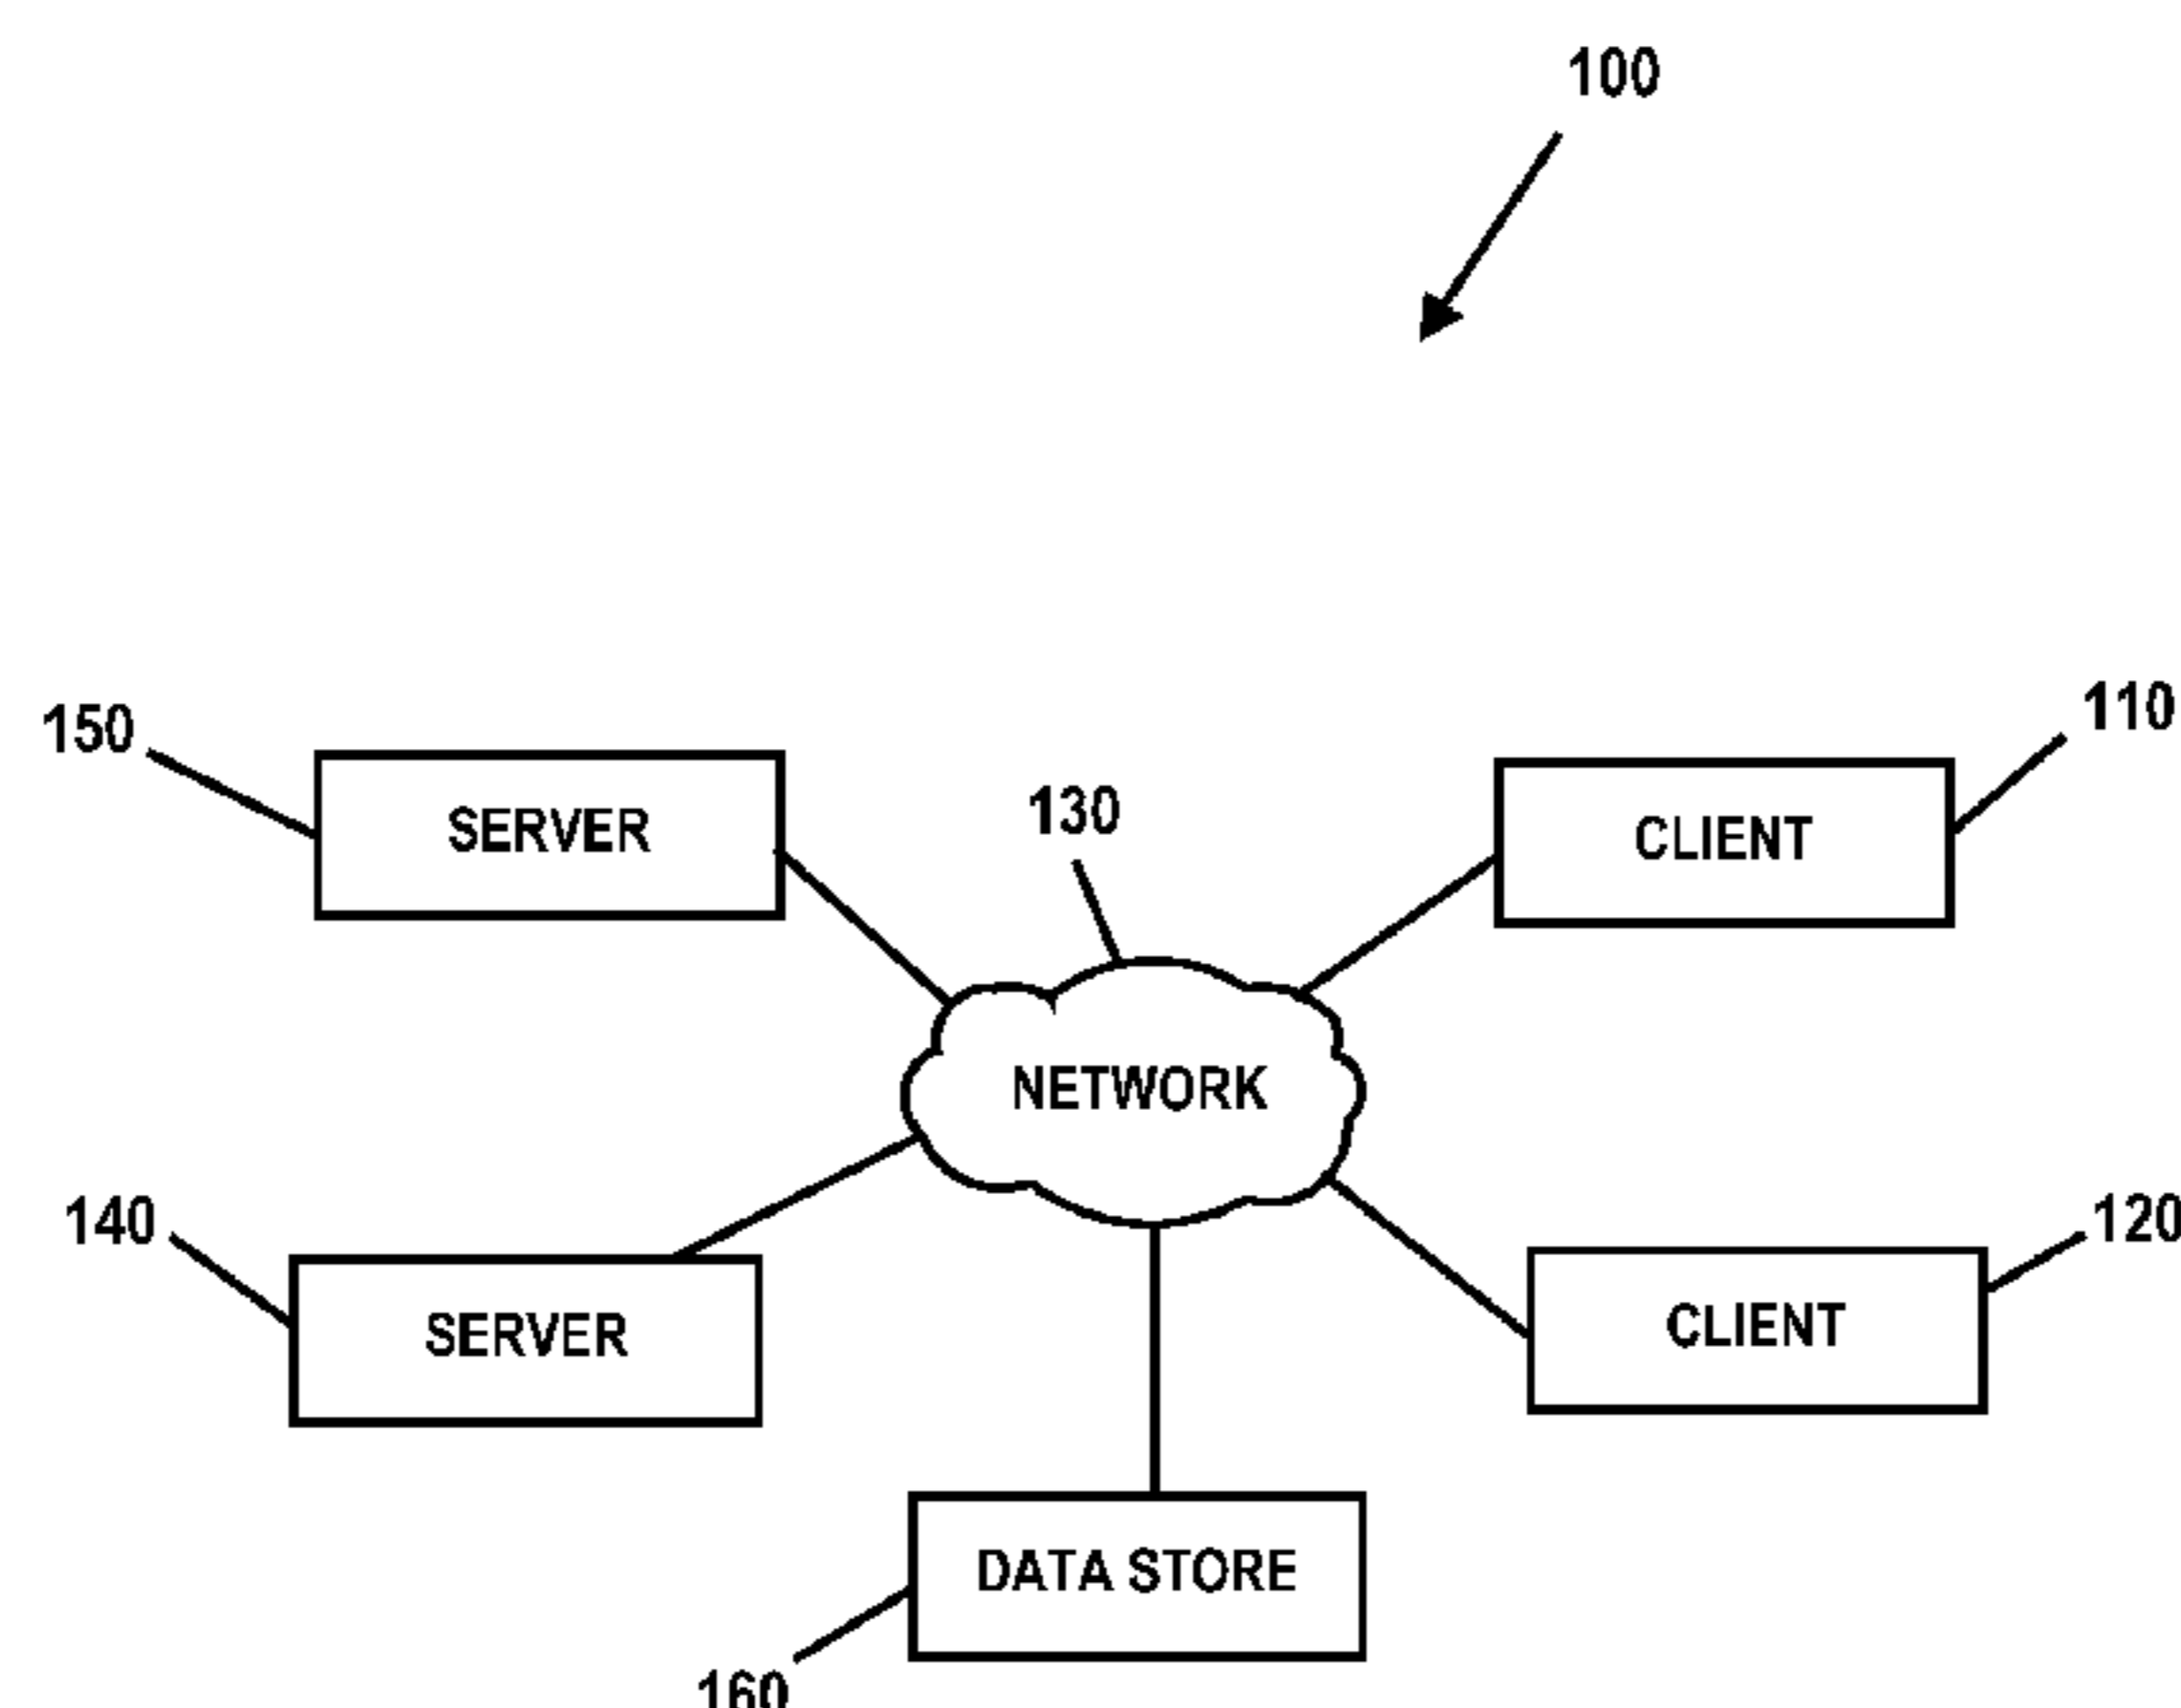 100
150
110
SERVER
130
CLIENT
NETWORK
140
120
SERVER
CLIENT
DATA STORE
160